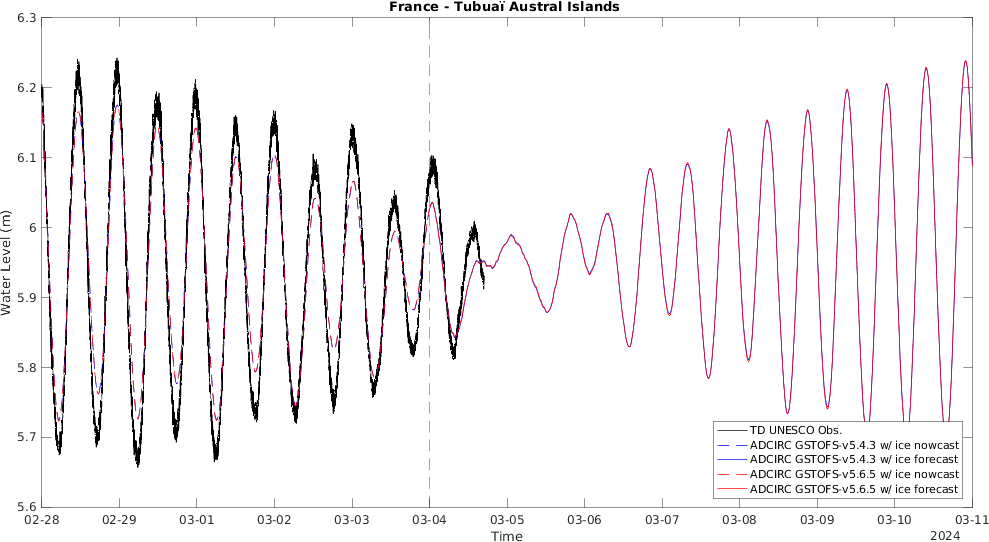 France - Tubuaï Austral Islands
6.3
6.2
6.1
6
5.9
5.8
5.7
5.6
Water Level (m)
TD UNESCO Obs.
ADCIRC GSTOFS-v5.4.3 w/ ice nowcast
ADCIRC GSTOFS-v5.4.3 w/ ice forecast
ADCIRC GSTOFS-v5.6.5 w/ ice nowcast
ADCIRC GSTOFS-v5.6.5 w/ ice forecast
02-28 02-29 03-01 03-02 03-03 03-04 03-05 03-06 03-07 03-08 03-09 03-10 03-11
Time
2024